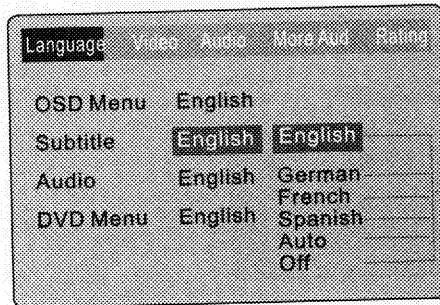 Language Video Audio More Aud Rating
OSD Menu English
Subtitle English English
Audio English German
French
DVD Menu English Spanish
Auto
Off